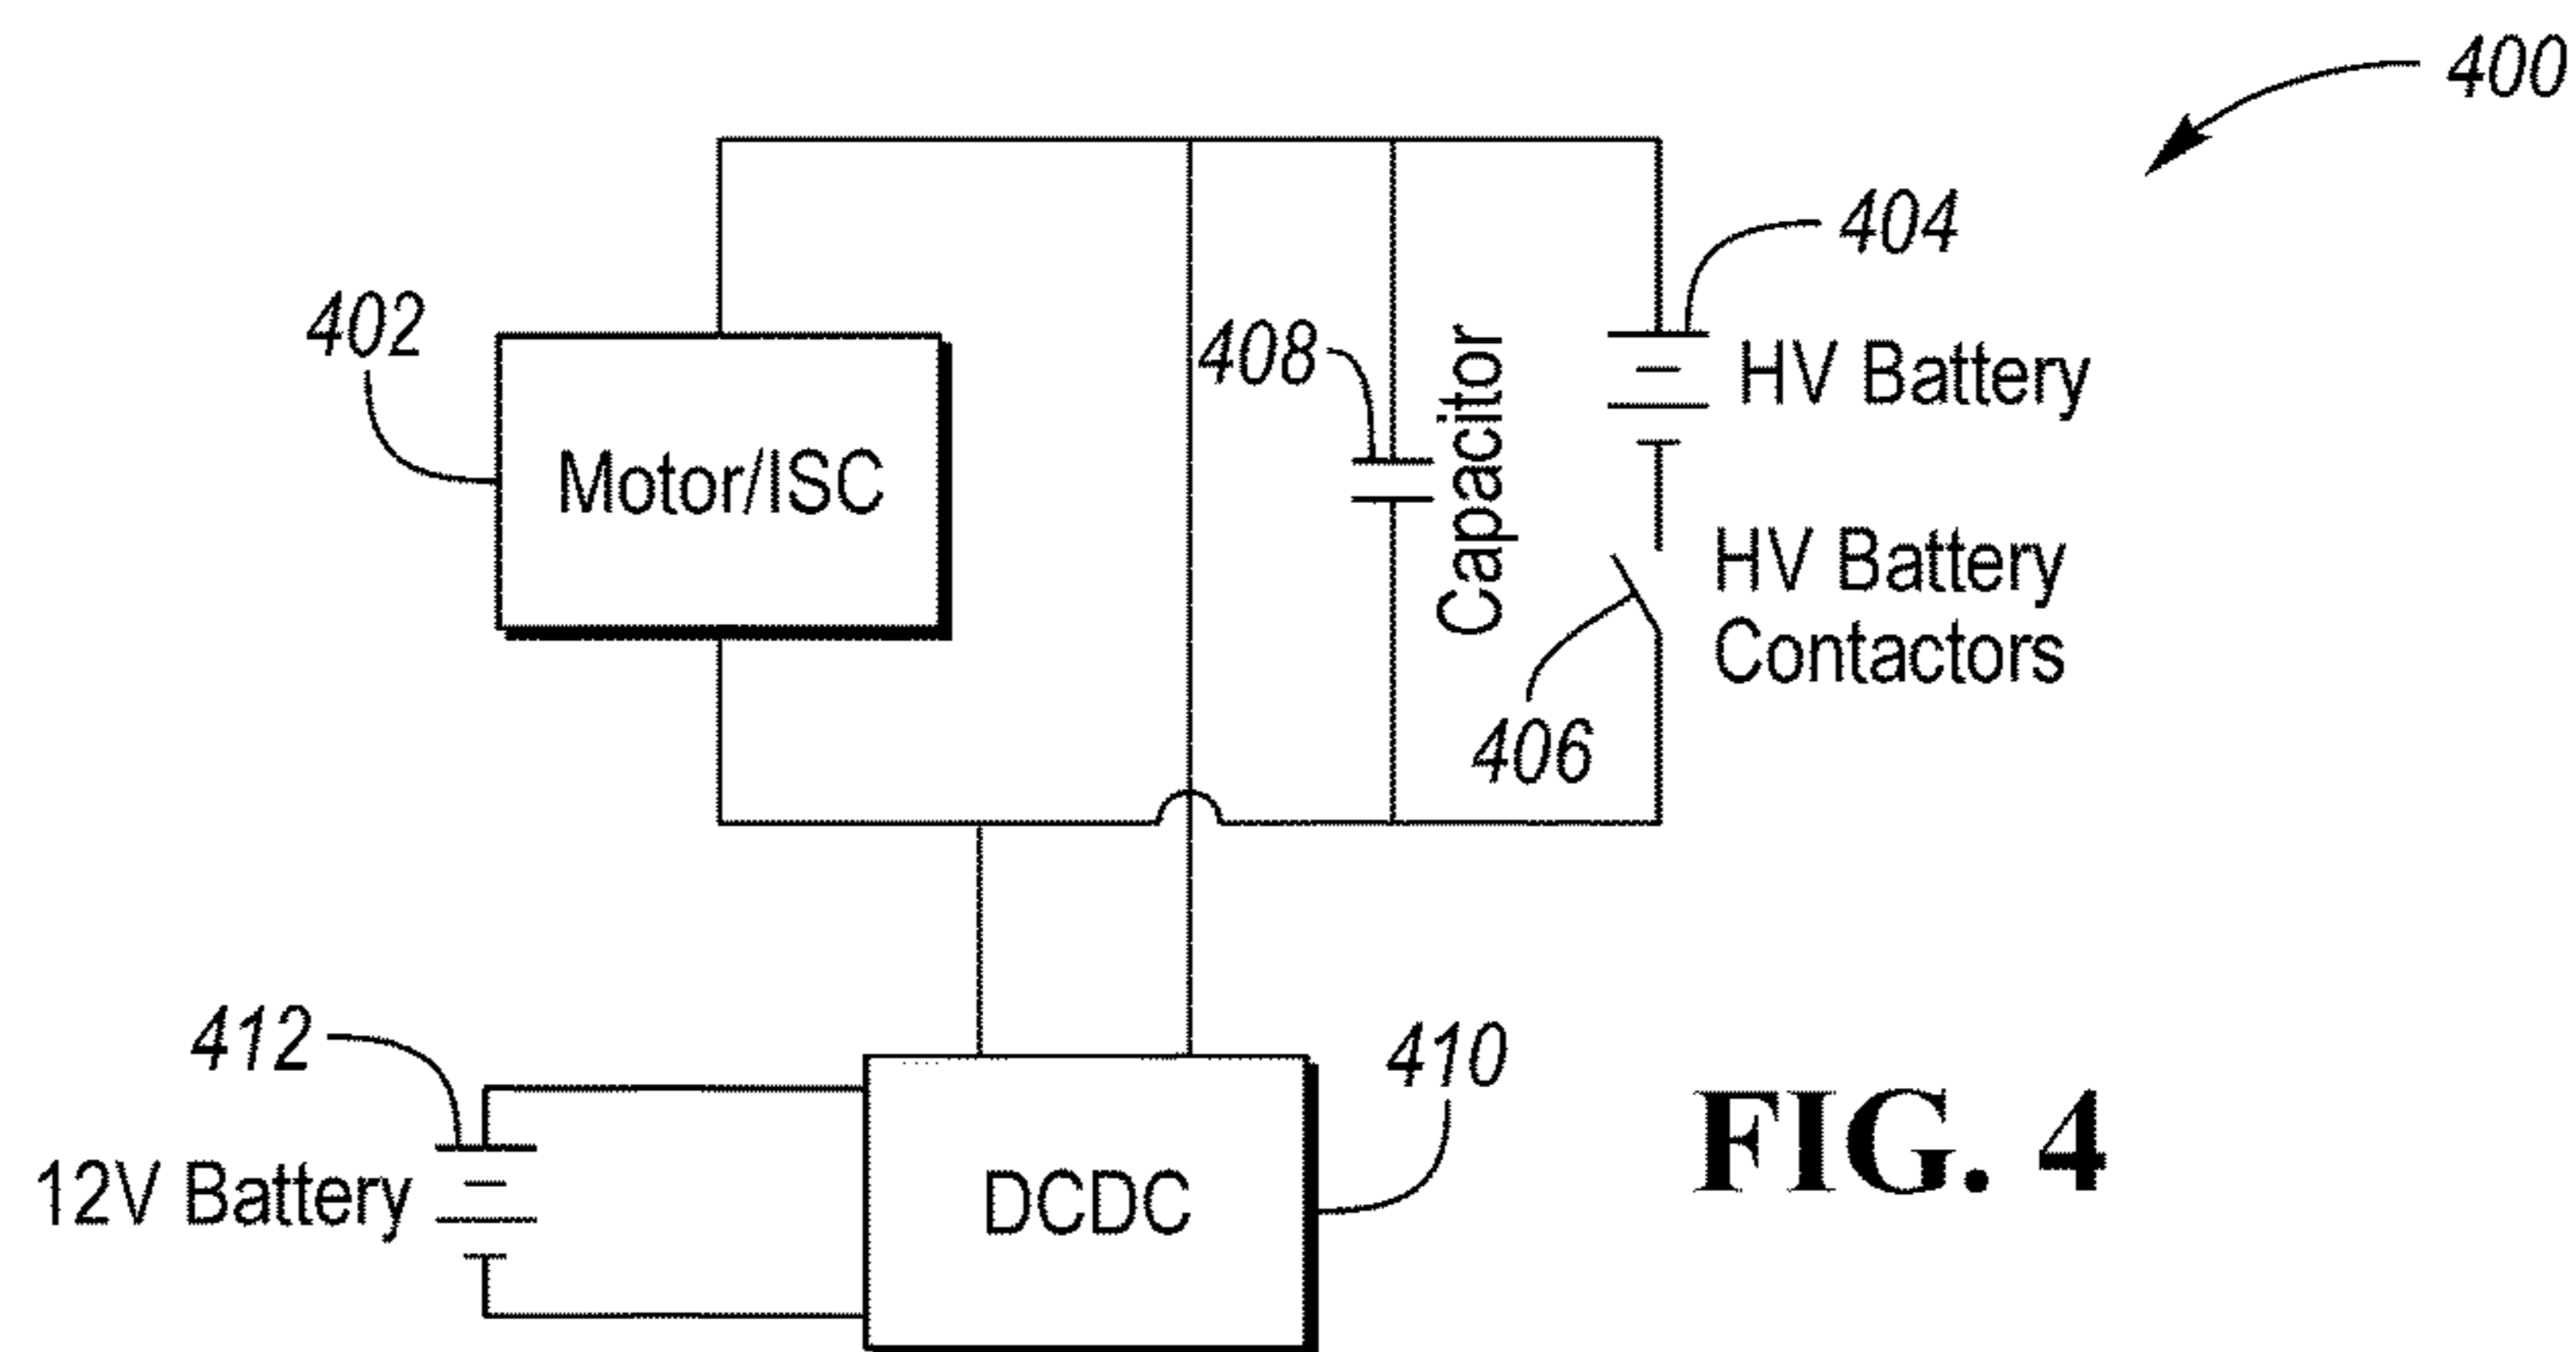 400
404
402
408
Capacitor
HV Battery
Motor/ISC
HV Battery
Contactors
406
412
410
12V Battery
DCDC
FIG. 4